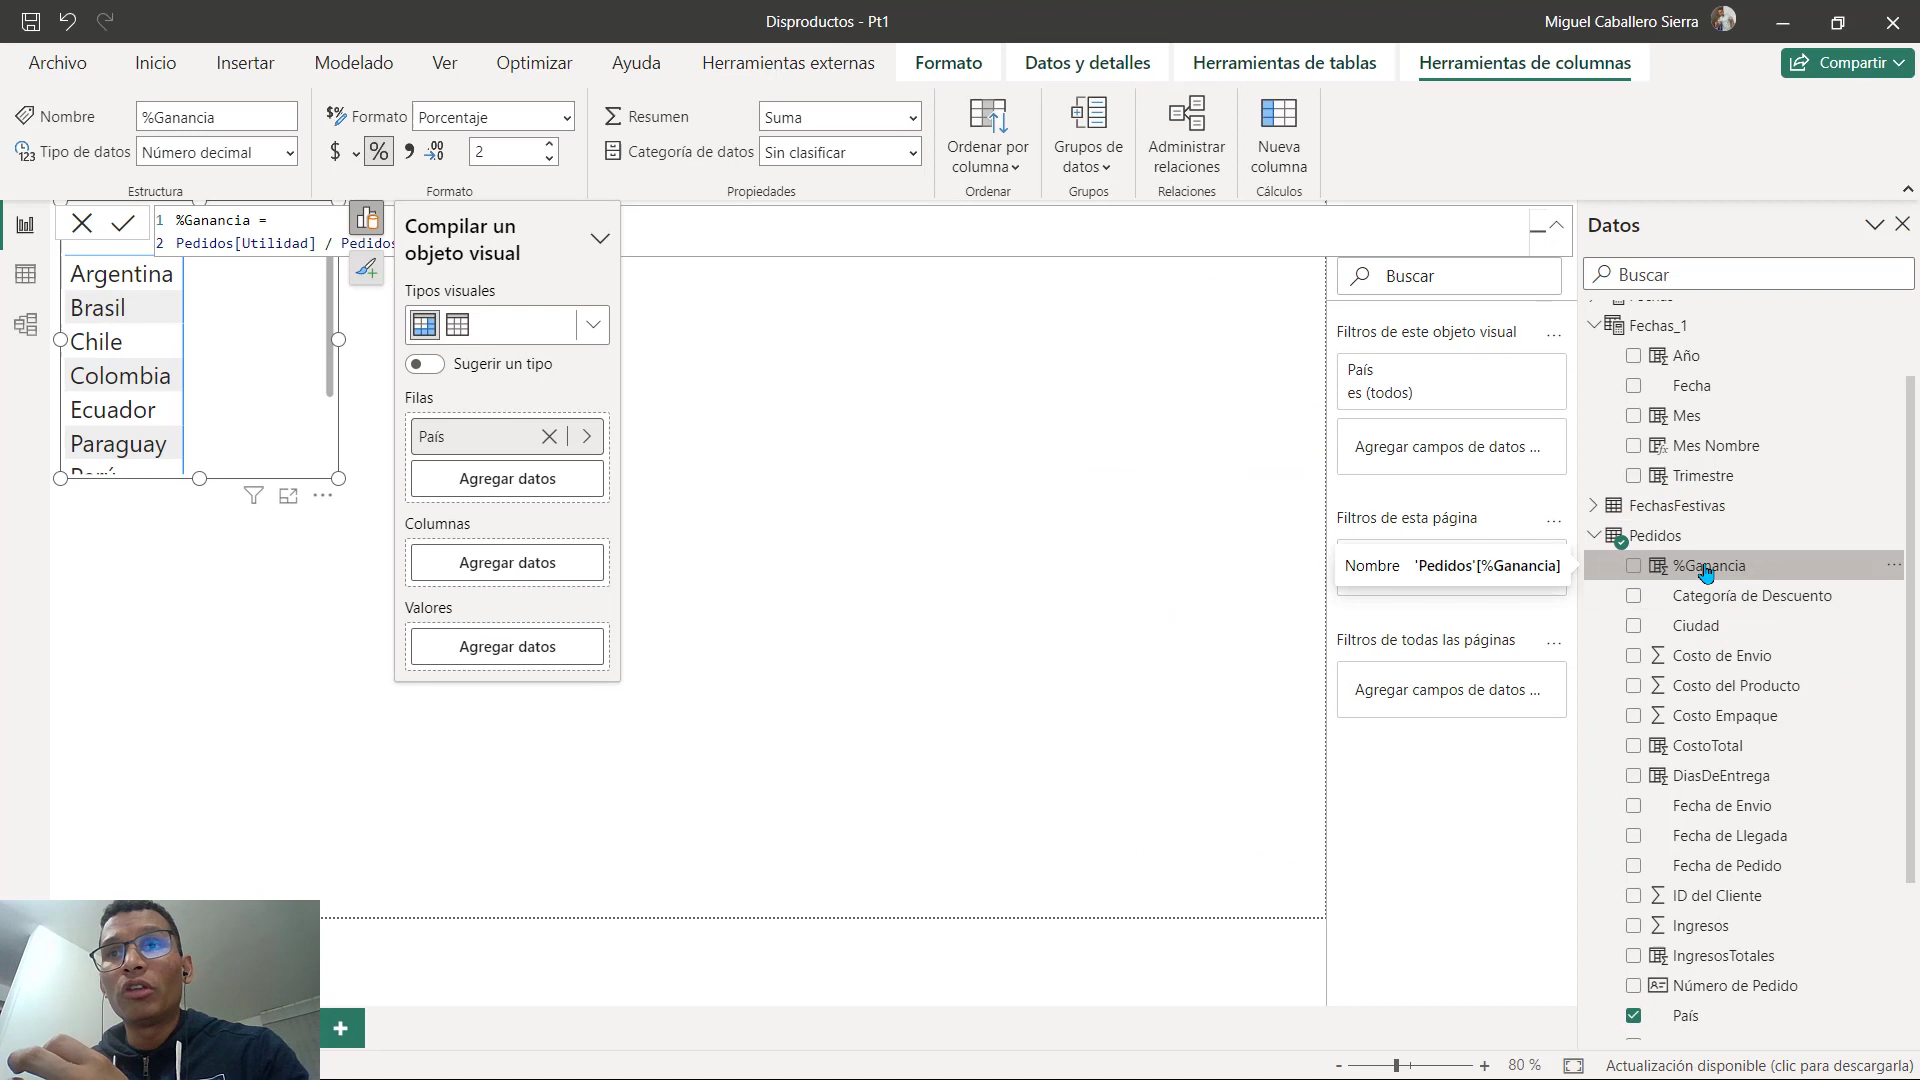 Disproductos - Pt1
Miguel Caballero Sierra
Archivo
Inicio
Insertar
Modelado
Ver
Optimizar
Ayuda
Herramientas externas
Formato
Datos y detalles
Herramientas de tablas
Herramientas de columnas
Compartir
Nombre
%Ganancia
Tipo de datos
Número decimal
Estructura
Formato
Porcentaje
$
%
2
Formato
Resumen
Suma
Categoría de datos
Sin clasificar
Propiedades
Ordenar por
columna
Ordenar
Grupos de
datos
Grupos
Administrar
relaciones
Relaciones
Nueva
columna
Cálculos
1 %Ganancia =
2 Pedidos[Utilidad] / Pedidos
Argentina
Brasil
Chile
Colombia
Ecuador
Paraguay
Perú
Compilar un
objeto visual
Tipos visuales
Sugerir un tipo
Filas
País
Agregar datos
Columnas
Agregar datos
Valores
Agregar datos
Buscar
Filtros de este objeto visual
País
es (todos)
Agregar campos de datos ...
Filtros de esta página
Nombre 'Pedidos'[%Ganancia]
Filtros de todas las páginas
Agregar campos de datos ...
Datos
Buscar
Fechas_1
Año
Fecha
Mes
Mes Nombre
Trimestre
FechasFestivas
Pedidos
%Ganancia
Categoría de Descuento
Ciudad
Costo de Envio
Costo del Producto
Costo Empaque
CostoTotal
DiasDeEntrega
Fecha de Envio
Fecha de Llegada
Fecha de Pedido
ID del Cliente
Ingresos
IngresosTotales
Número de Pedido
País
80 %
Actualización disponible (clic para descargarla)